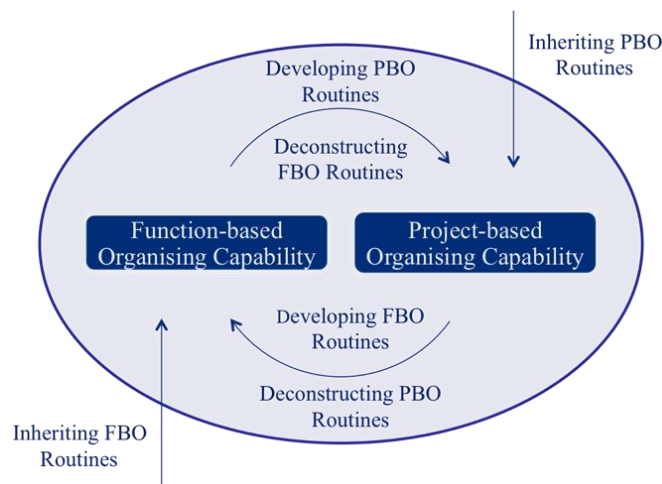 Inheriting PBO
Routines
Developing PBO
Routines
Deconstructing
FBO Routines
Function-based
Organising Capability
Project-based
Organising Capability
Developing FBO
Routines
Deconstructing PBO
Routines
Inheriting FBO
Routines